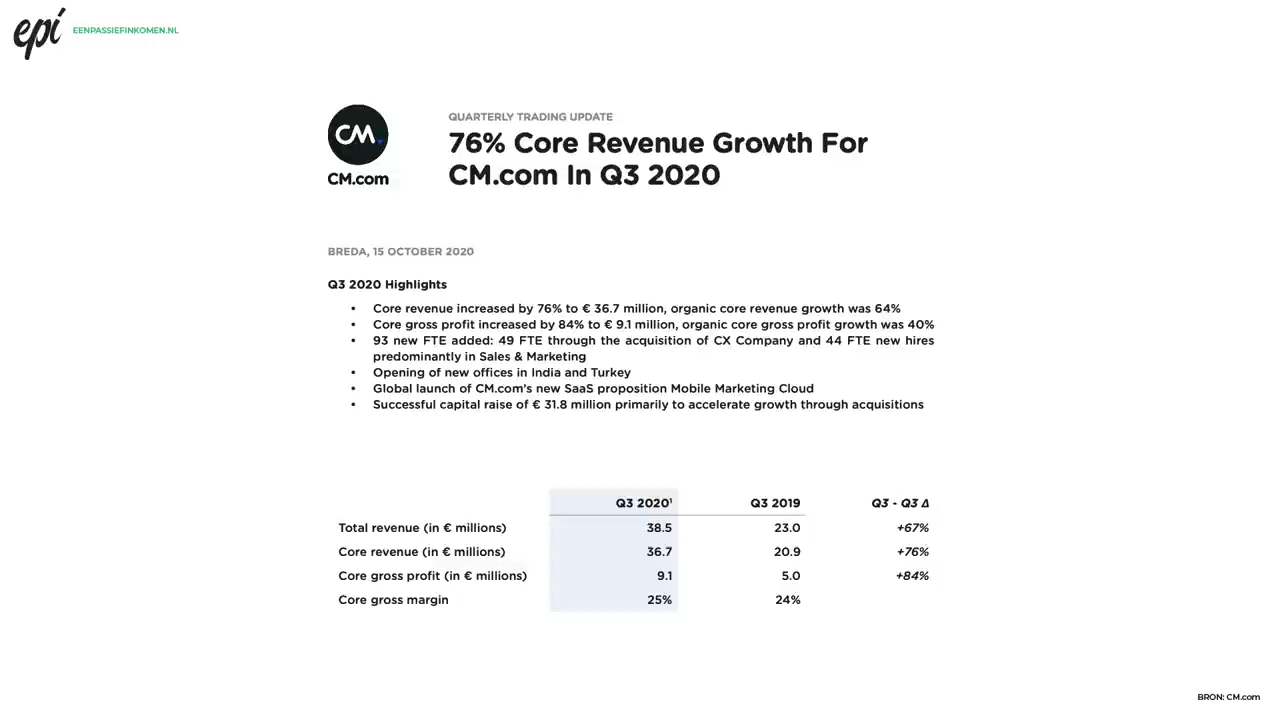 epi EENPASSIEFINKOMEN.NL
CM.
CM.com
QUARTERLY TRADING UPDATE
76% Core Revenue Growth For
CM.com In Q3 2020
BREDA, 15 OCTOBER 2020
Q3 2020 Highlights
• Core revenue increased by 76% to € 36.7 million, organic core revenue growth was 64%
• Core gross profit increased by 84% to € 9.1 million, organic core gross profit growth was 40%
• 93 new FTE added: 49 FTE through the acquisition of CX Company and 44 FTE new hires
predominantly in Sales & Marketing
• Opening of new offices in India and Turkey
• Global launch of CM.com’s new SaaS proposition Mobile Marketing Cloud
• Successful capital raise of € 31.8 million primarily to accelerate growth through acquisitions
Q3 2020¹ Q3 2019 Q3 - Q3 Δ
Total revenue (in € millions) 38.5 23.0 +67%
Core revenue (in € millions) 36.7 20.9 +76%
Core gross profit (in € millions) 9.1 5.0 +84%
Core gross margin 25% 24%
BRON: CM.com